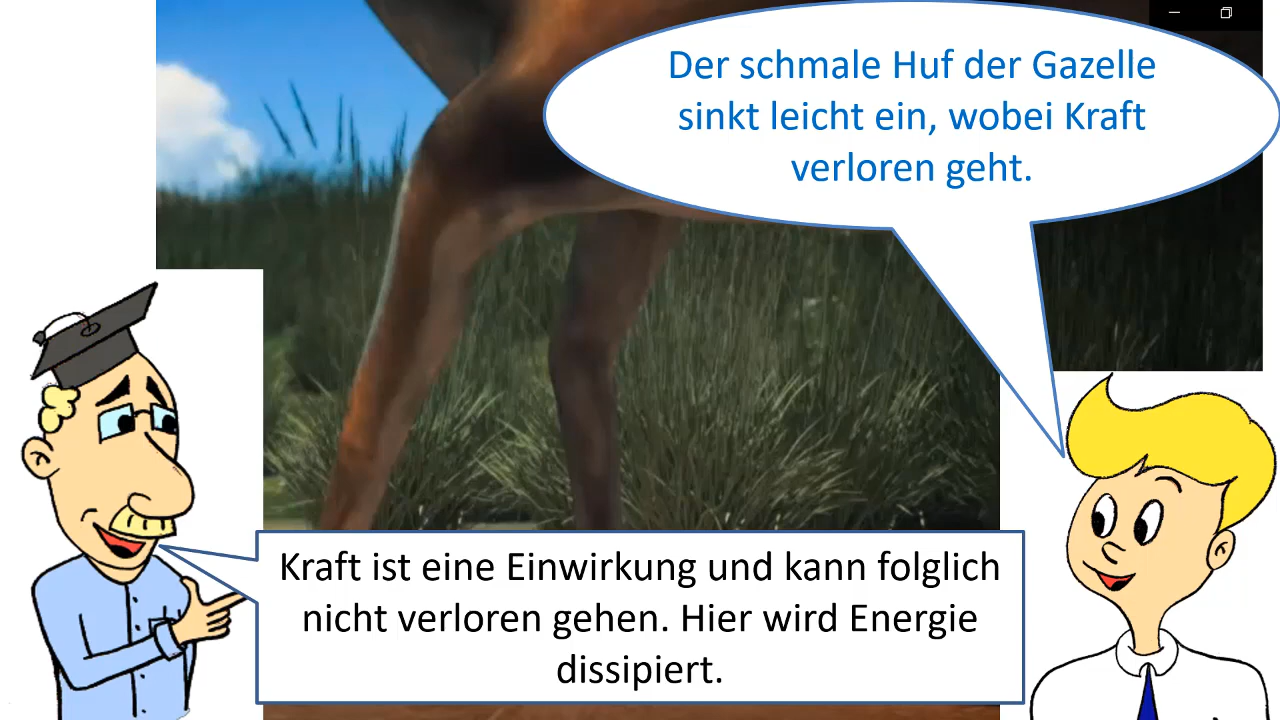 Der schmale Huf der Gazelle
sinkt leicht ein, wobei Kraft
verloren geht.
Kraft ist eine Einwirkung und kann folglich
nicht verloren gehen. Hier wird Energie
dissipiert.